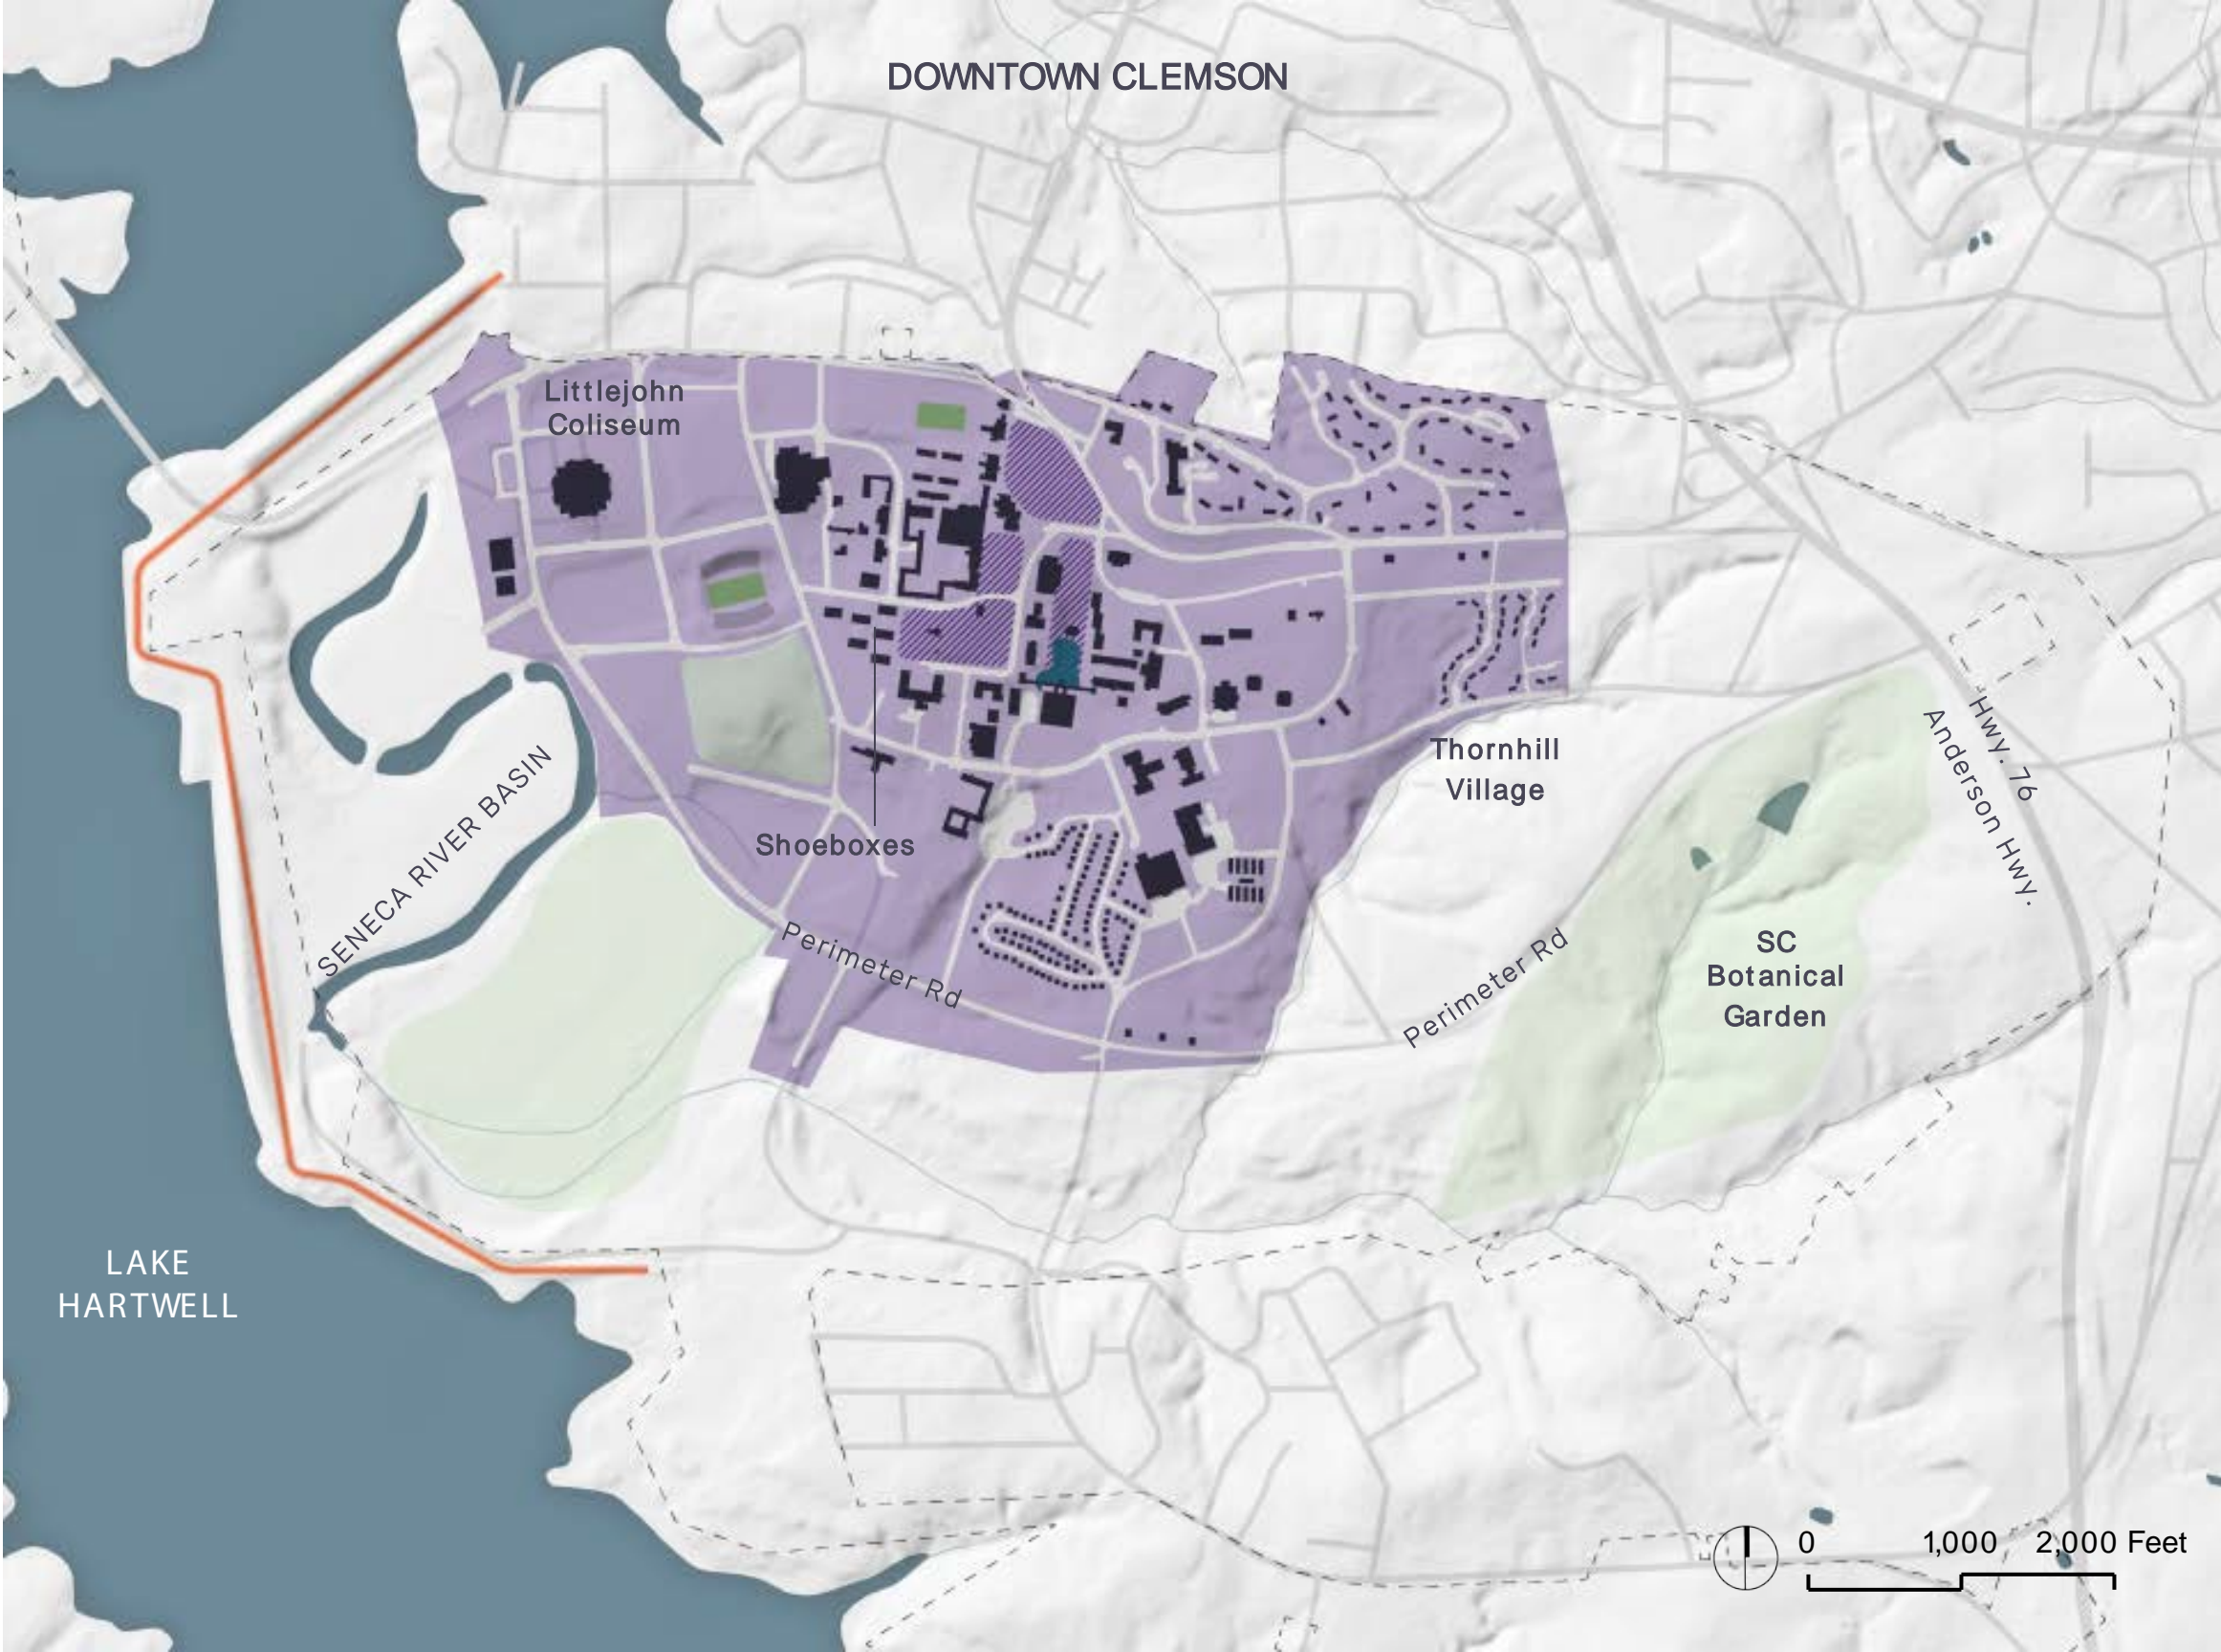 DOWNTOWN CLEMSON
Littlejohn
Coliseum
Thornhill
Village
Hwy. 76
Anderson Hwy.
Shoeboxes
SENECA RIVER BASIN
Perimeter Rd
Perimeter Rd
SC
Botanical
Garden
LAKE
HARTWELL
0 1,000 2,000 Feet